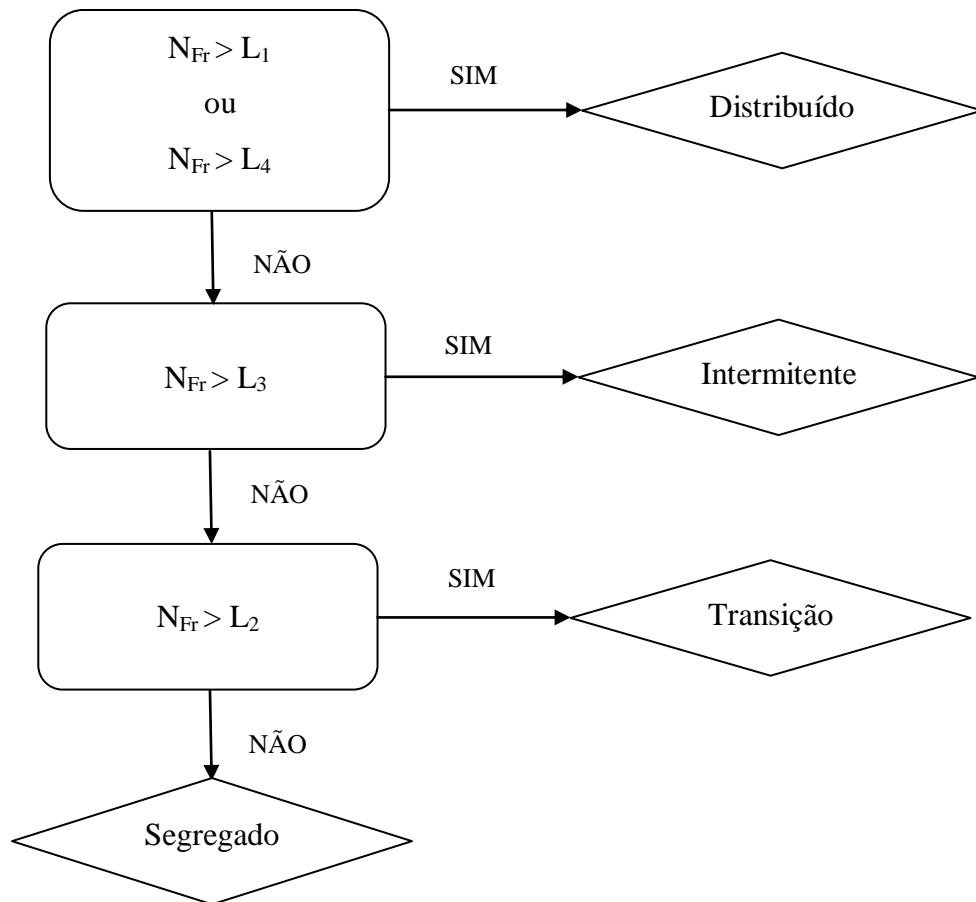 N_Fr > L_1
ou
N_Fr > L_4
SIM
Distribuído
NÃO
N_Fr > L_3
SIM
Intermitente
NÃO
N_Fr > L_2
SIM
Transição
NÃO
Segregado